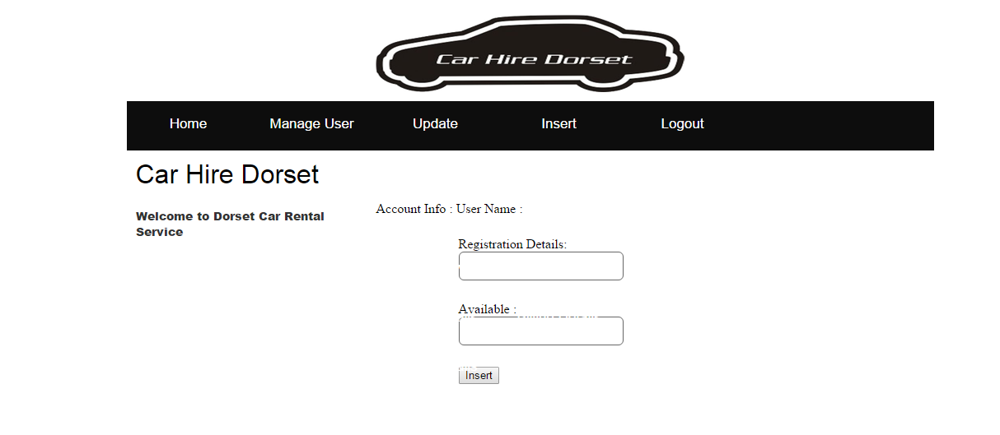 Car Hire Dorset
Home Manage User Update Insert Logout
Car Hire Dorset
Welcome to Dorset Car Rental
Service
Account Info : User Name :
Registration Details:
Available :
Insert